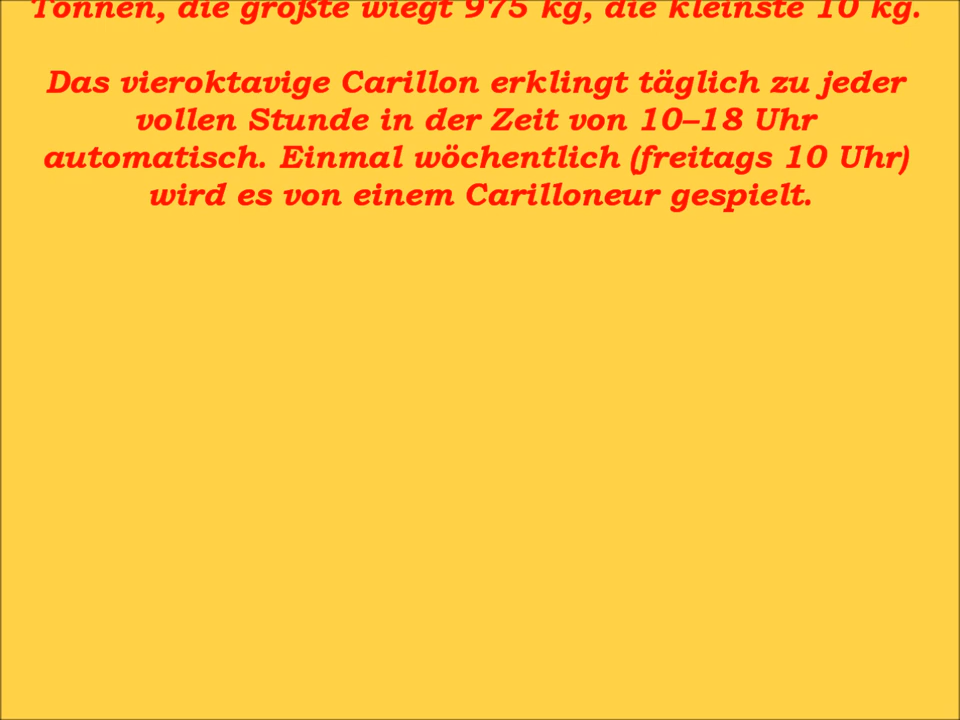 Tonnen, die größte wiegt 975 kg, die kleinste 10 kg.
Das vieroktavige Carillon erklingt täglich zu jeder
vollen Stunde in der Zeit von 10–18 Uhr
automatisch. Einmal wöchentlich (freitags 10 Uhr)
wird es von einem Carilloneur gespielt.